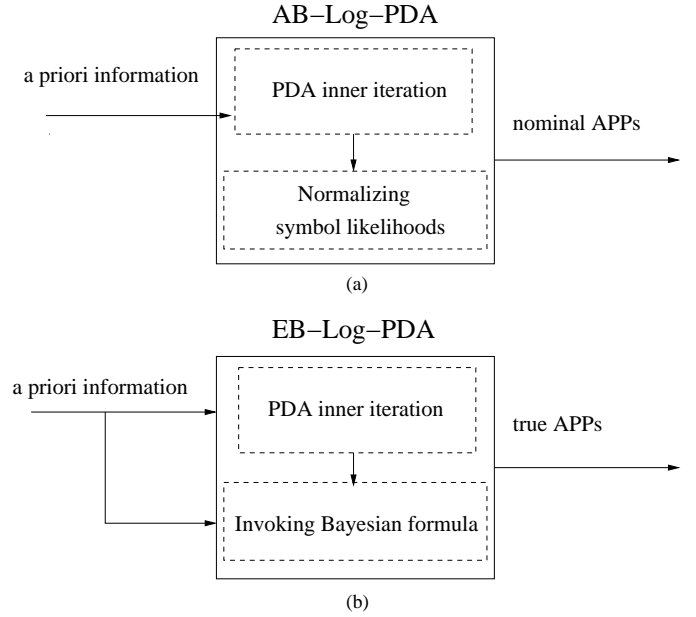 AB–Log–PDA
a priori information
PDA inner iteration
nominal APPs
Normalizing
symbol likelihoods
(a)
EB–Log–PDA
a priori information
PDA inner iteration
true APPs
Invoking Bayesian formula
(b)